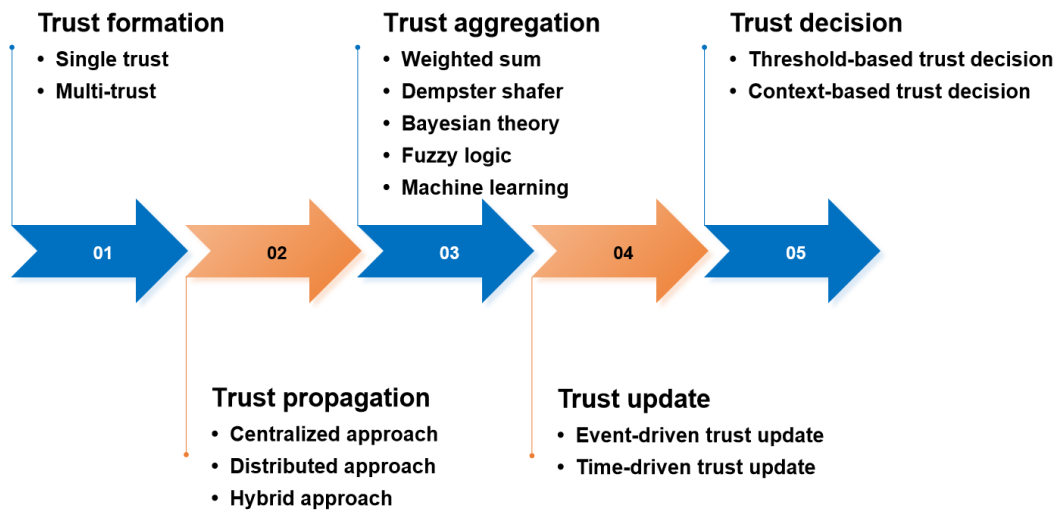 Trust formation
• Single trust
• Multi-trust
Trust aggregation
• Weighted sum
• Dempster shafer
• Bayesian theory
• Fuzzy logic
• Machine learning
Trust decision
• Threshold-based trust decision
• Context-based trust decision
01
02
03
04
05
Trust propagation
• Centralized approach
• Distributed approach
• Hybrid approach
Trust update
• Event-driven trust update
• Time-driven trust update